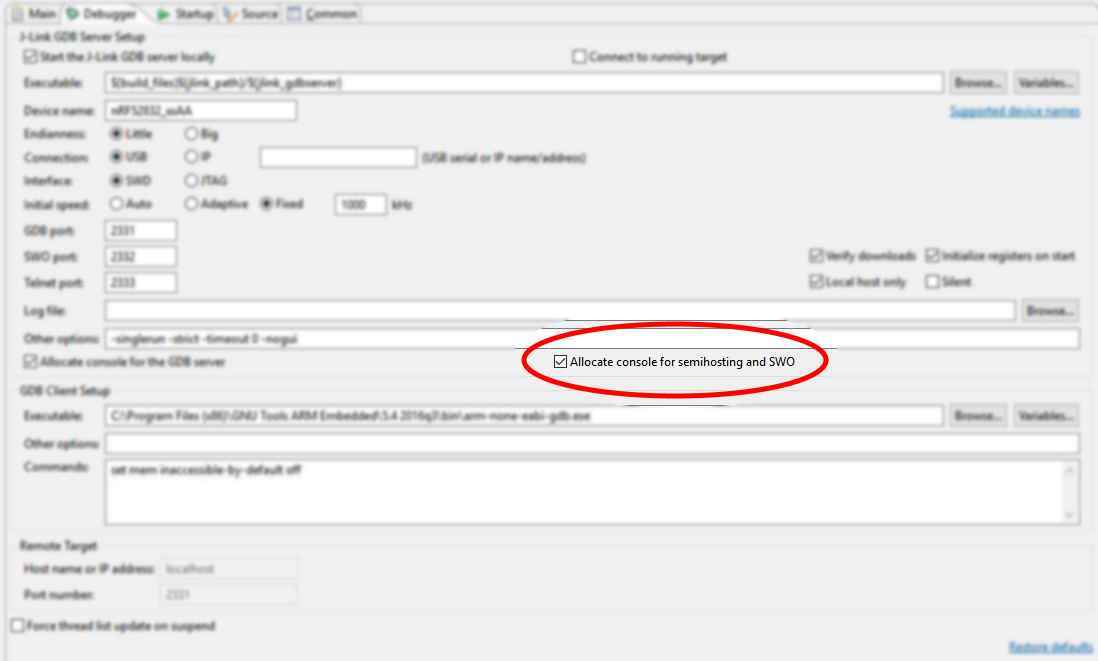 Main Debugger Startup Source Common
J-Link GDB Server Setup
Start the J-Link GDB server locally Connect to running target
Executable: Browse... Variables...
Device name: nRF52832_xxAA Supported device names
Endianness: Little Big
Connection: USB IP (USB serial or IP name/address)
Interface: SWD JTAG
Initial speed: Auto Adaptive Fixed 1000 kHz
GDB port: 2331
SWO port: 2332 Verify downloads Initialize registers on start
Telnet port: 2333 Local host only Silent
Log file: Browse...
Other options: -singlerun -strict -timeout 0 -nogui
Allocate console for the GDB server Allocate console for semihosting and SWO
GDB Client Setup
Executable: C:\Program Files (x86)\GNU Tools ARM Embedded\5.4 2016q3\bin\arm-none-eabi-gdb.exe Browse... Variables...
Other options:
Commands: set mem inaccessible-by-default off
Remote Target
Host name or IP address: localhost
Port number: 2331
Force thread list update on suspend
Restore defaults